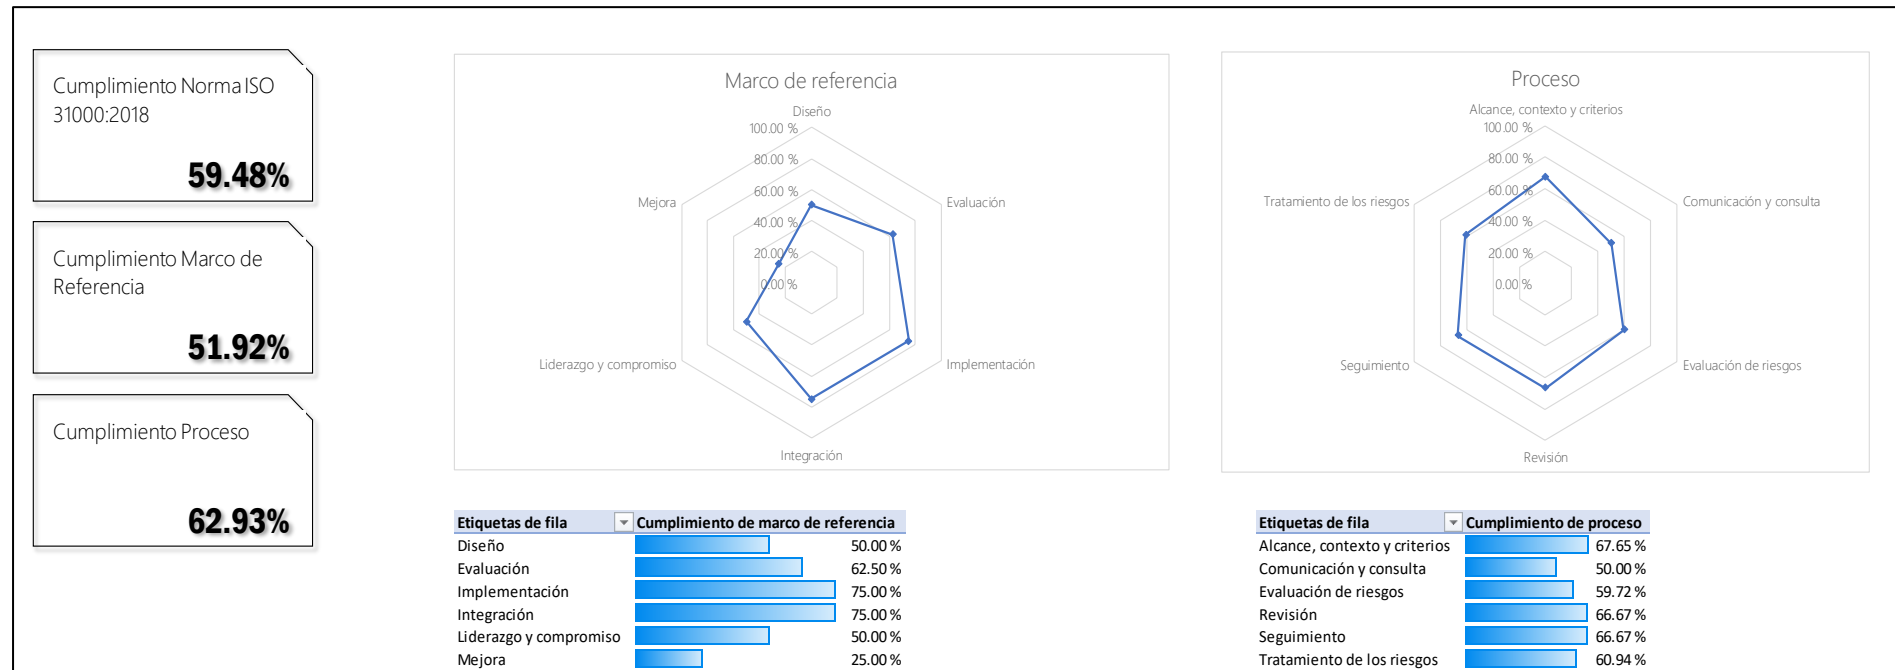 Cumplimiento Norma ISO
31000:2018
59.48%
Cumplimiento Marco de
Referencia
51.92%
Cumplimiento Proceso
62.93%
Marco de referencia
Diseño
100.00 %
80.00 %
60.00 %
40.00 %
20.00 %
0.00 %
Evaluación
Implementación
Integración
Liderazgo y compromiso
Mejora
Proceso
Alcance, contexto y criterios
100.00 %
80.00 %
60.00 %
40.00 %
20.00 %
0.00 %
Comunicación y consulta
Evaluación de riesgos
Revisión
Seguimiento
Tratamiento de los riesgos
Etiquetas de fila Cumplimiento de marco de referencia
Diseño 50.00 %
Evaluación 62.50 %
Implementación 75.00 %
Integración 75.00 %
Liderazgo y compromiso 50.00 %
Mejora 25.00 %
Etiquetas de fila Cumplimiento de proceso
Alcance, contexto y criterios 67.65 %
Comunicación y consulta 50.00 %
Evaluación de riesgos 59.72 %
Revisión 66.67 %
Seguimiento 66.67 %
Tratamiento de los riesgos 60.94 %